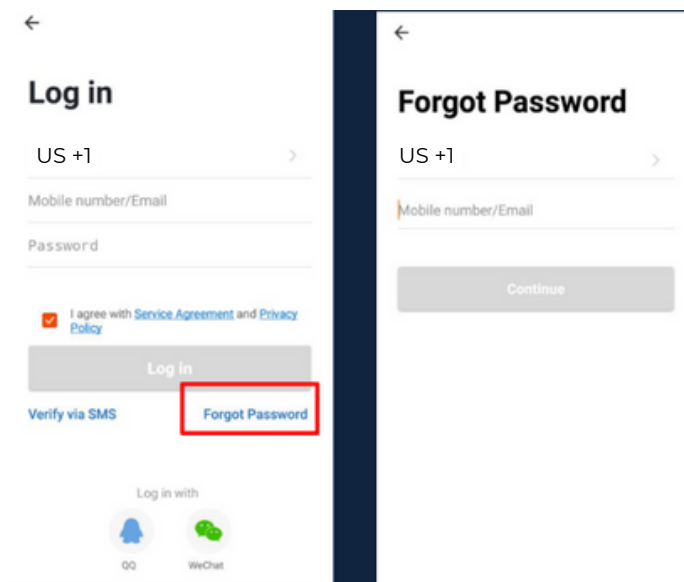 Log in
US +1
Mobile number/Email
Password
I agree with Service Agreement and Privacy
Policy
Log in
Verify via SMS
Forgot Password
Log in with
QQ
WeChat
Forgot Password
US +1
Mobile number/Email
Continue